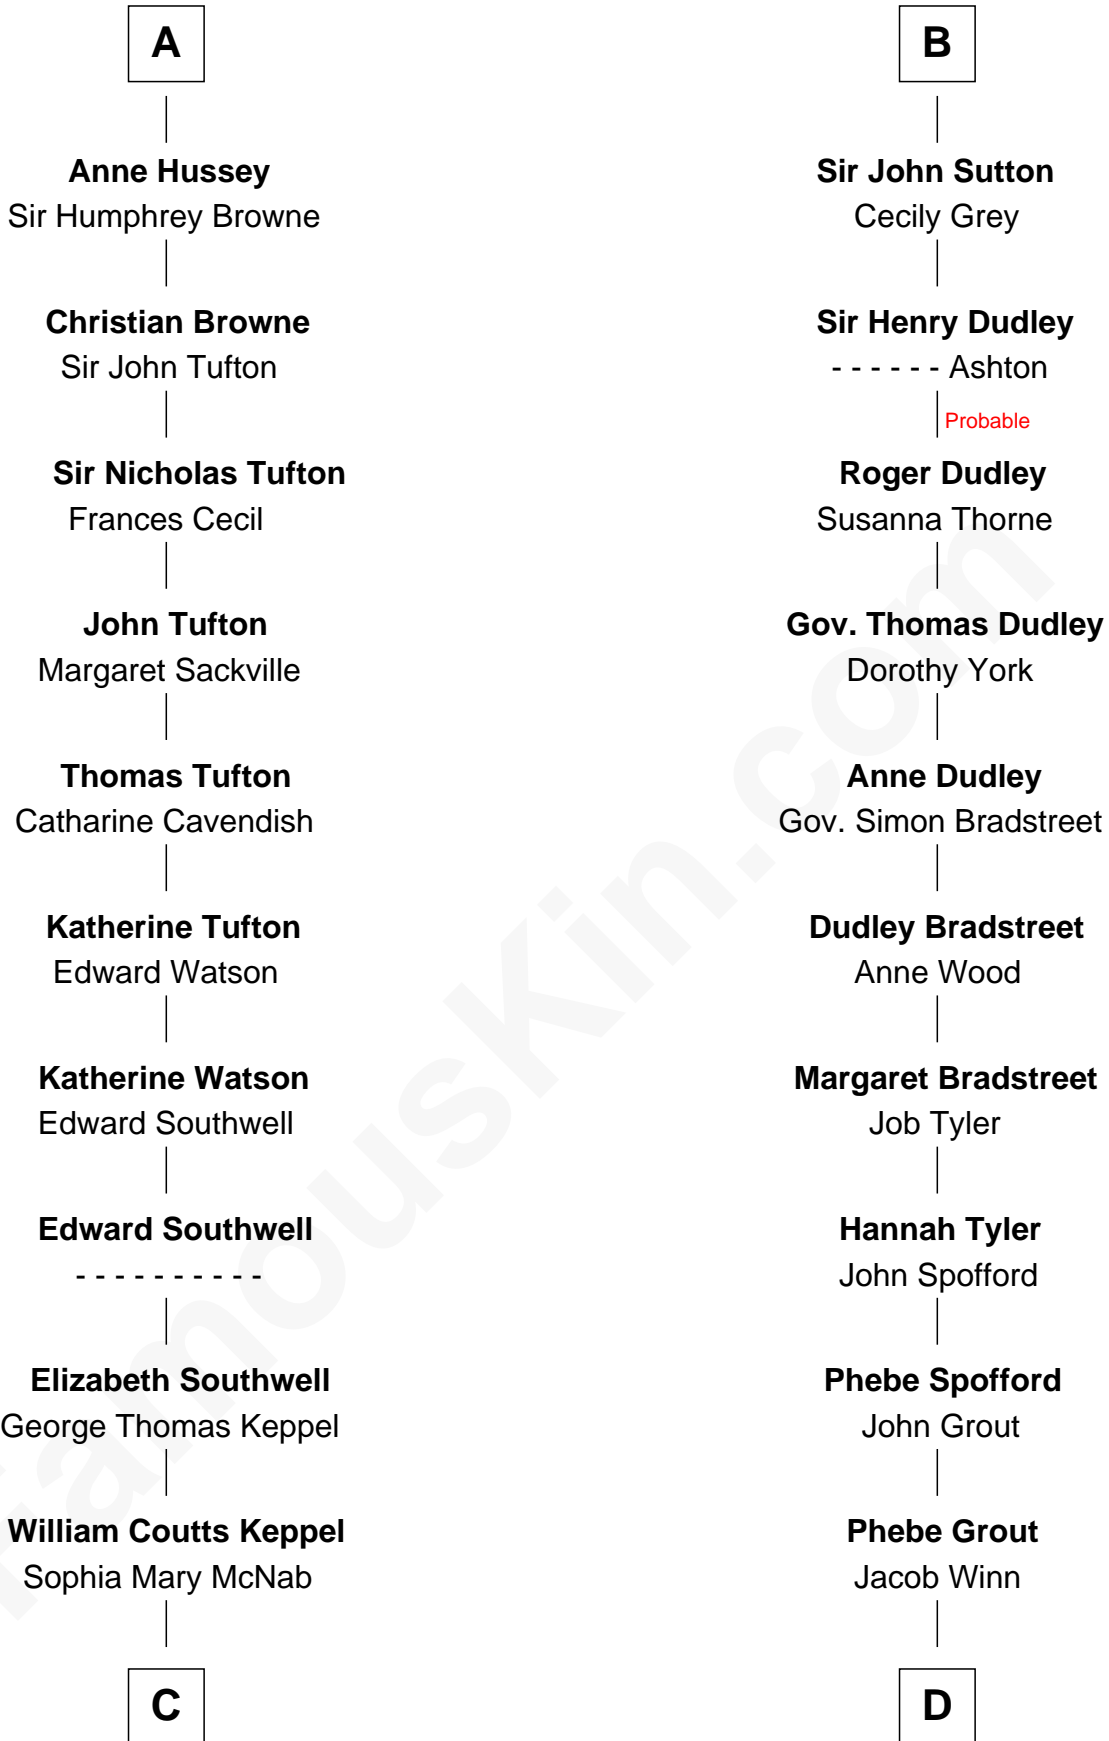 A
Anne Hussey
Sir Humphrey Browne
Christian Browne
Sir John Tufton
Sir Nicholas Tufton
Frances Cecil
John Tufton
Margaret Sackville
Thomas Tufton
Catharine Cavendish
Katherine Tufton
Edward Watson
Katherine Watson
Edward Southwell
Edward Southwell
- - - - - - - - - -
Elizabeth Southwell
George Thomas Keppel
William Coutts Keppel
Sophia Mary McNab
C
B
Sir John Sutton
Cecily Grey
Sir Henry Dudley
- - - - - - Ashton
Probable
Roger Dudley
Susanna Thorne
Gov. Thomas Dudley
Dorothy York
Anne Dudley
Gov. Simon Bradstreet
Dudley Bradstreet
Anne Wood
Margaret Bradstreet
Job Tyler
Hannah Tyler
John Spofford
Phebe Spofford
John Grout
Phebe Grout
Jacob Winn
D
FamousKin.com